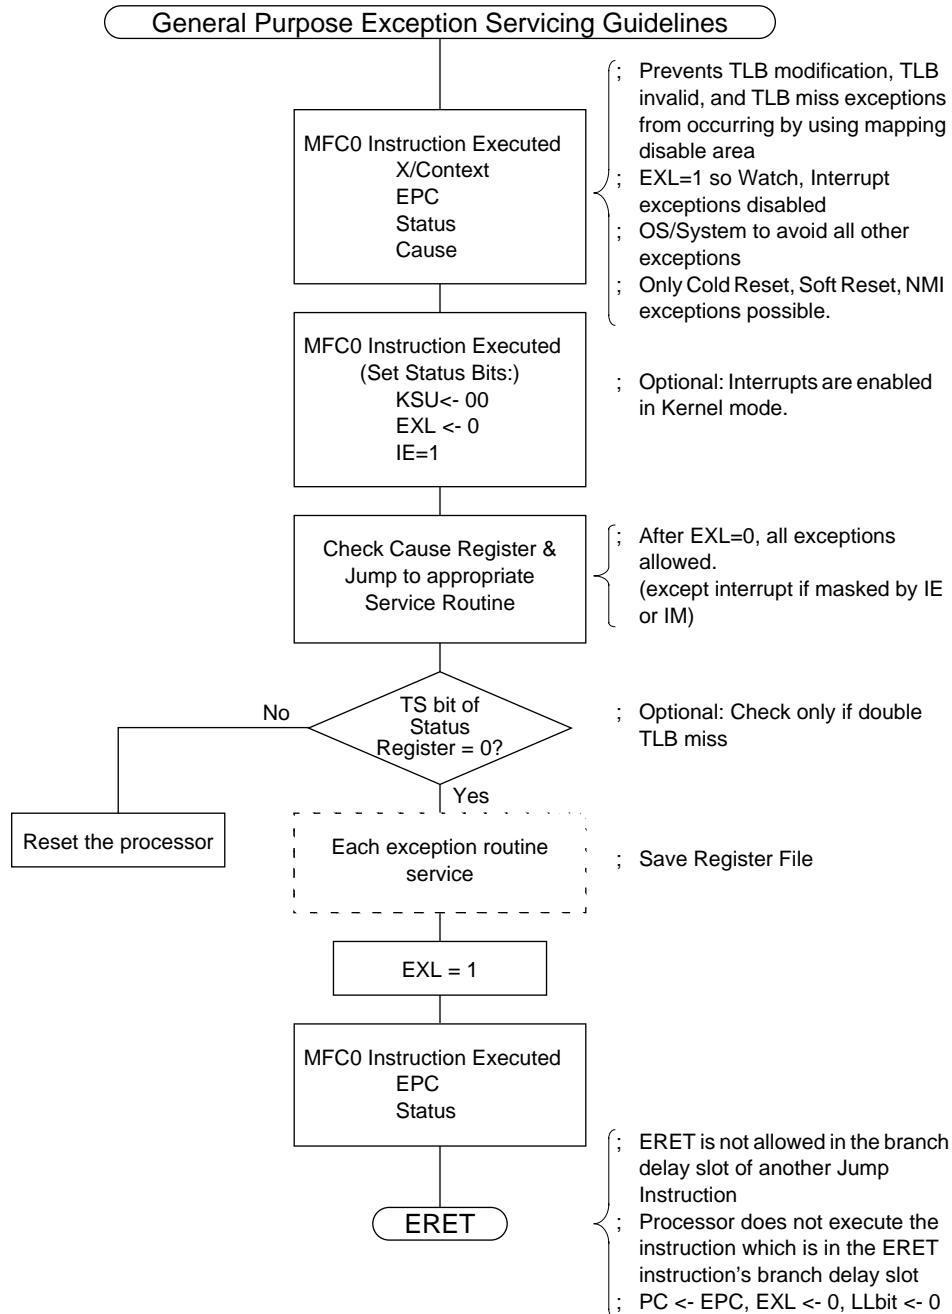 General Purpose Exception Servicing Guidelines
MFC0 Instruction Executed
X/Context
EPC
Status
Cause
; Prevents TLB modification, TLB
invalid, and TLB miss exceptions
from occurring by using mapping
disable area
; EXL=1 so Watch, Interrupt
exceptions disabled
; OS/System to avoid all other
exceptions
; Only Cold Reset, Soft Reset, NMI
exceptions possible.
MFC0 Instruction Executed
(Set Status Bits:)
KSU<- 00
EXL <- 0
IE=1
; Optional: Interrupts are enabled
in Kernel mode.
Check Cause Register &
Jump to appropriate
Service Routine
; After EXL=0, all exceptions
allowed.
(except interrupt if masked by IE
or IM)
TS bit of
Status
Register = 0?
No
Yes
; Optional: Check only if double
TLB miss
Reset the processor
Each exception routine
service
; Save Register File
EXL = 1
MFC0 Instruction Executed
EPC
Status
ERET
; ERET is not allowed in the branch
delay slot of another Jump
Instruction
; Processor does not execute the
instruction which is in the ERET
instruction's branch delay slot
; PC <- EPC, EXL <- 0, LLbit <- 0